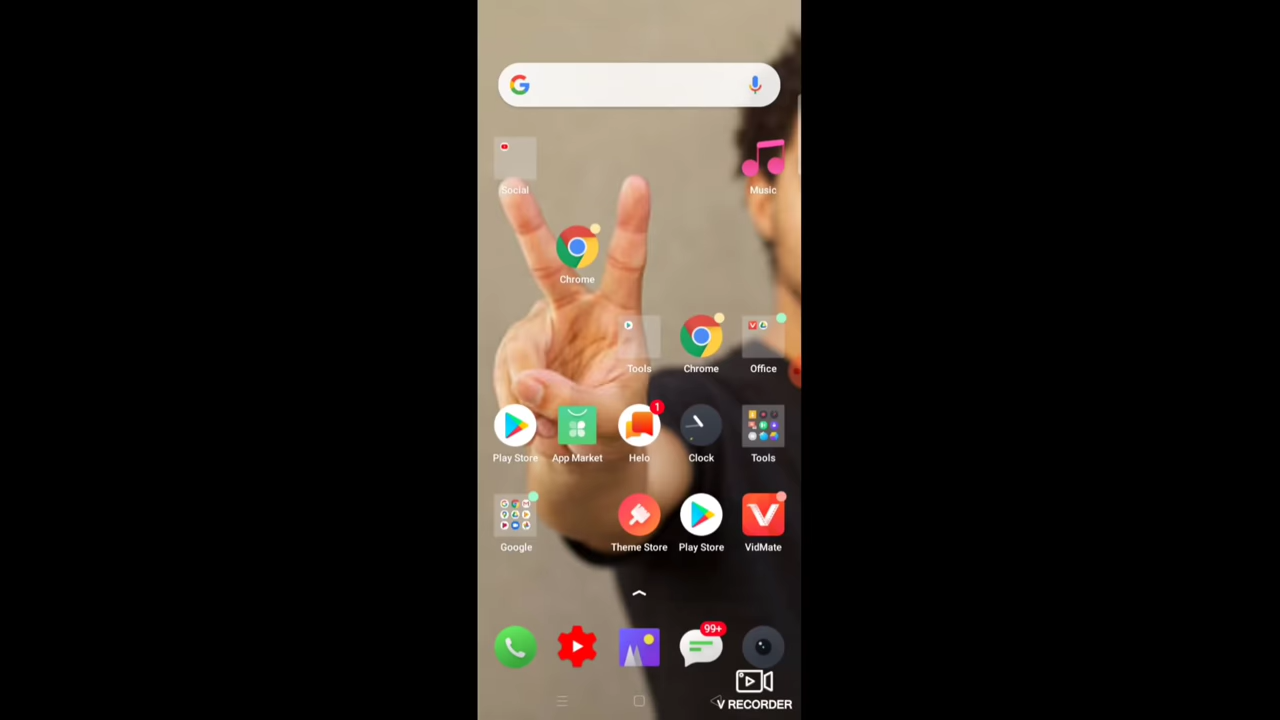 Social
Music
Chrome
Tools
Chrome
Office
1
Play Store
App Market
Helo
Clock
Tools
Google
Theme Store
Play Store
VidMate
99+
V RECORDER